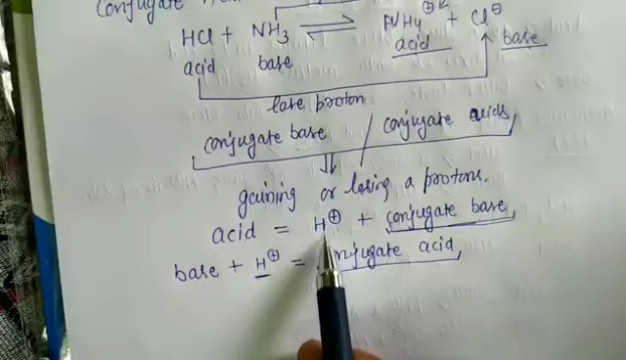 Conjugate
HCl + NH3 ⇌ NH4⊕ + Cl⊖
acid base acid base
lose proton
conjugate base / conjugate acids
⇓
gaining or losing a protons.
acid = H⊕ + conjugate base
base + H⊕ = njugate acid